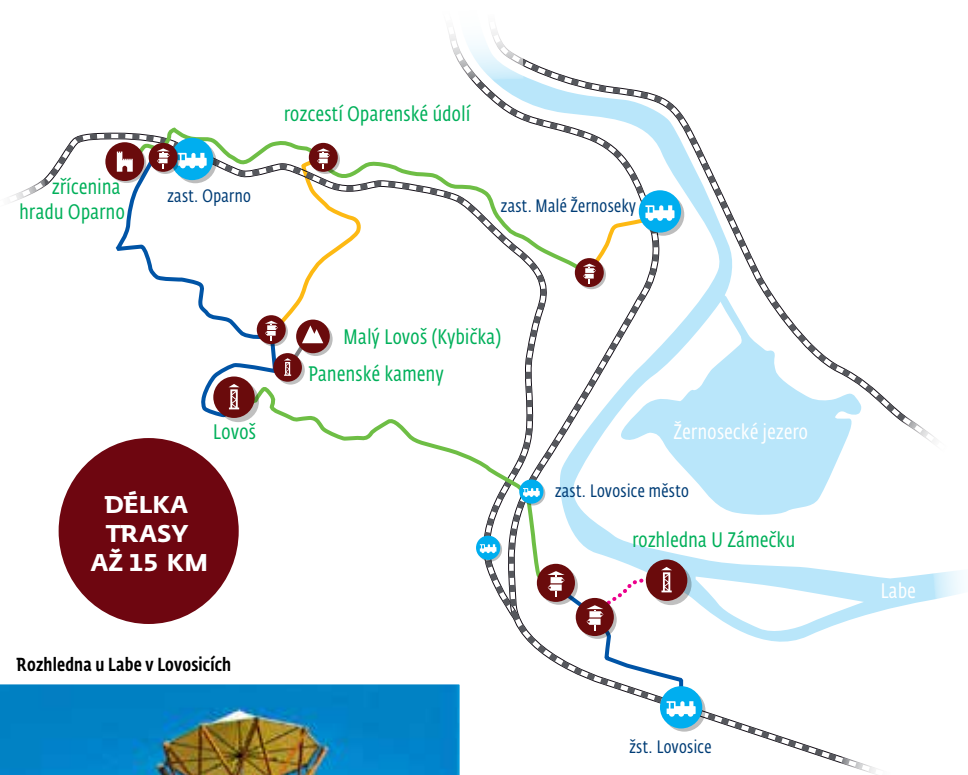 rozcestí Oparenské údolí
zřícenina
hradu Oparno
zast. Oparno
zast. Malé Žernoseky
Malý Lovoš (Kybička)
Panenské kameny
Lovoš
Žernosecké jezero
DÉLKA
TRASY
AŽ 15 KM
zast. Lovosice město
rozhledna U Zámečku
Labe
Rozhledna u Labe v Lovosicích
žst. Lovosice